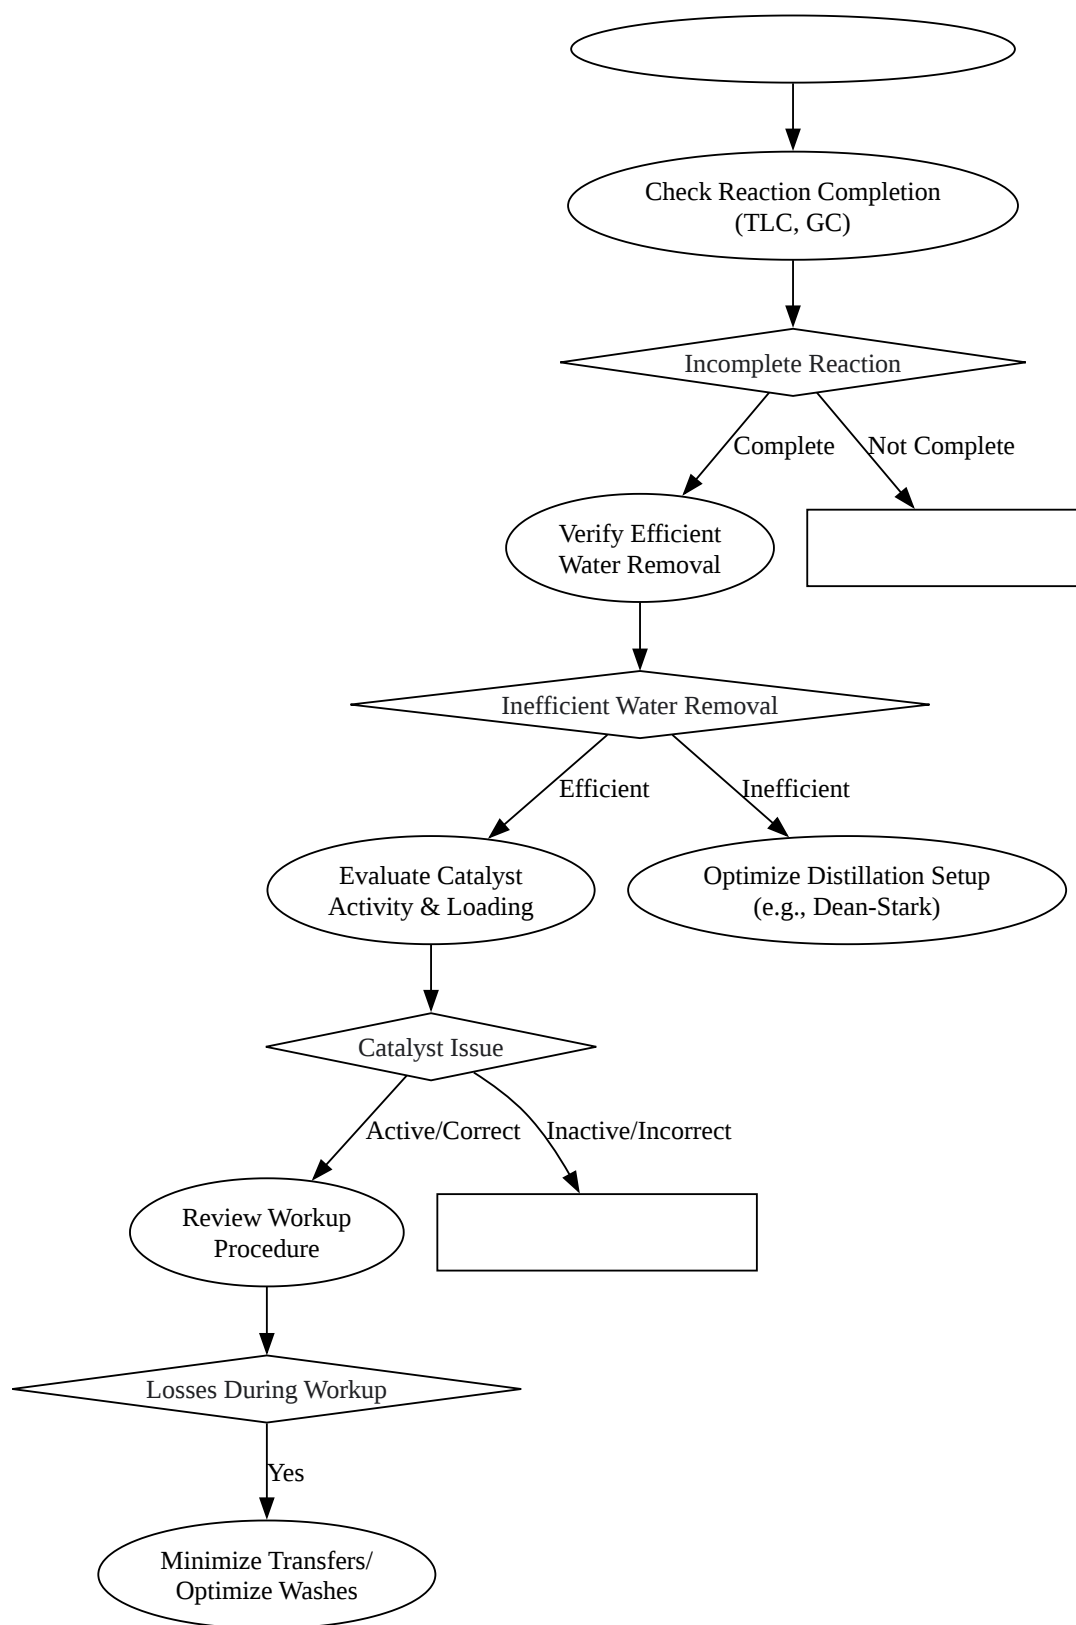 Check Reaction Completion
(TLC, GC)
Incomplete Reaction
Complete
Not Complete
Verify Efficient
Water Removal
Inefficient Water Removal
Efficient
Inefficient
Evaluate Catalyst
Activity & Loading
Optimize Distillation Setup
(e.g., Dean-Stark)
Catalyst Issue
Active/Correct
Inactive/Incorrect
Review Workup
Procedure
Losses During Workup
Yes
Minimize Transfers/
Optimize Washes